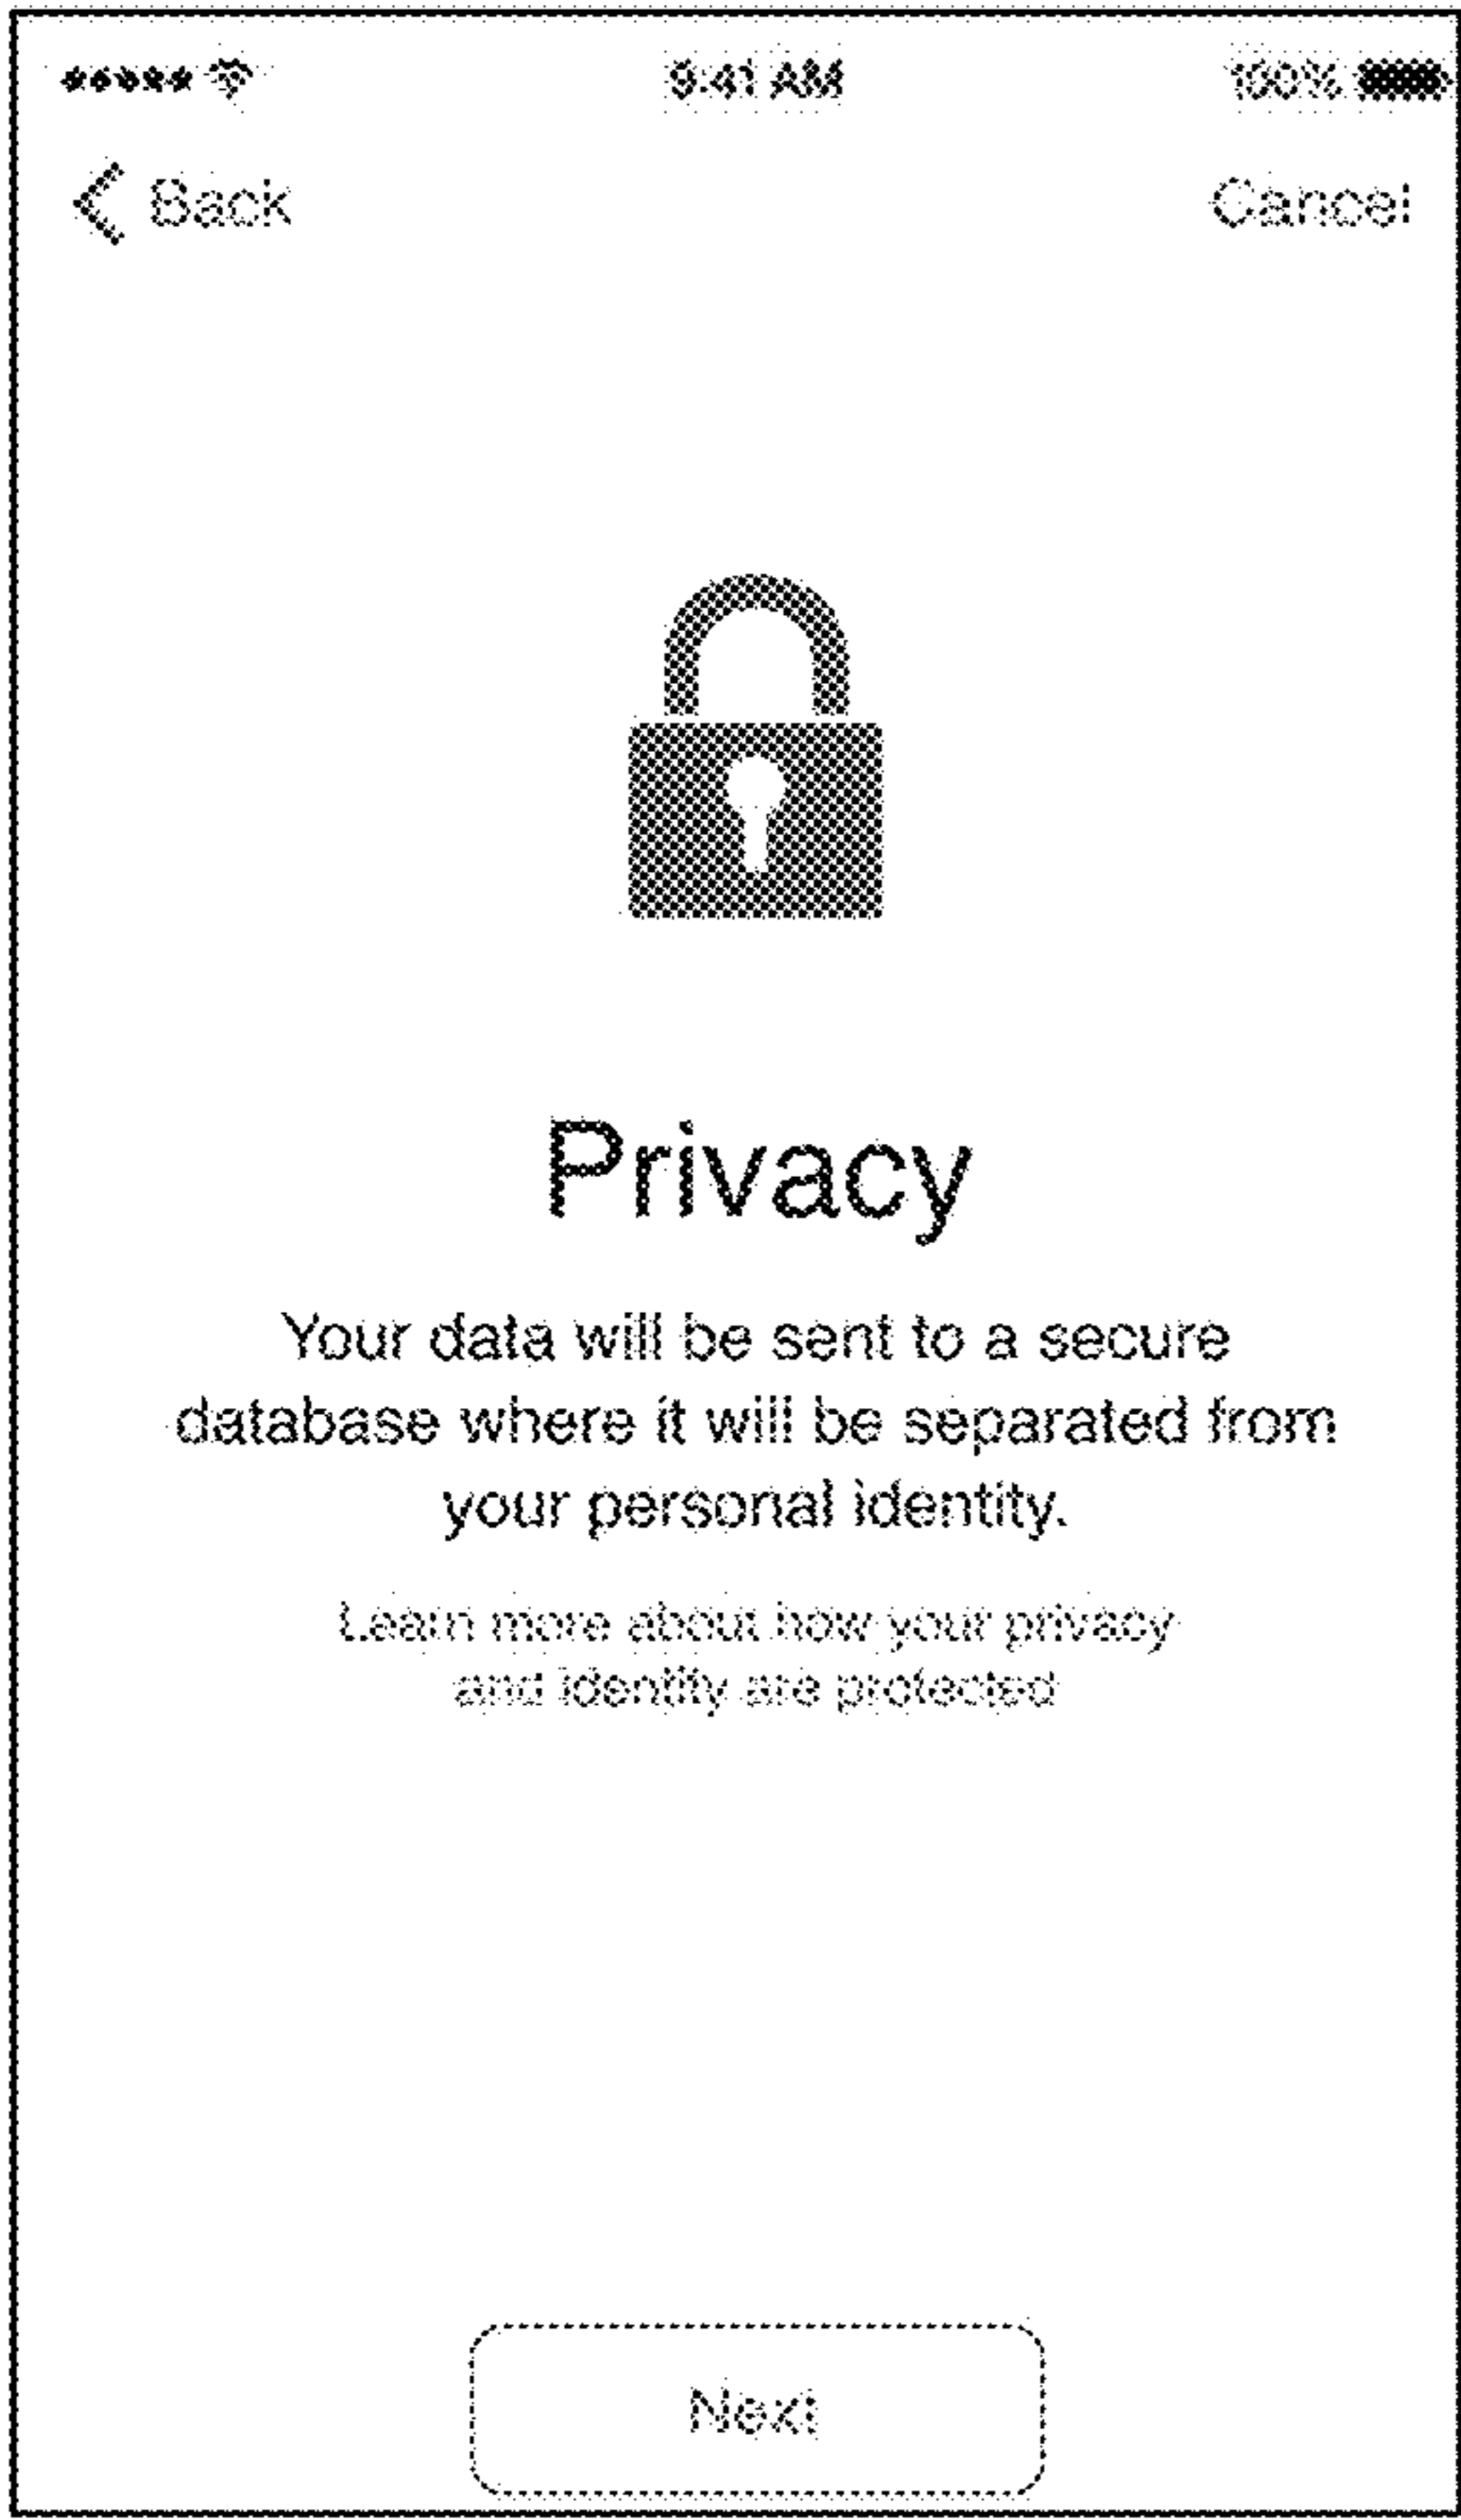 9:41 AM 100%
Back Cancel
Privacy
Your data will be sent to a secure
database where it will be separated from
your personal identity.
Learn more about how your privacy
and identity are protected
Next